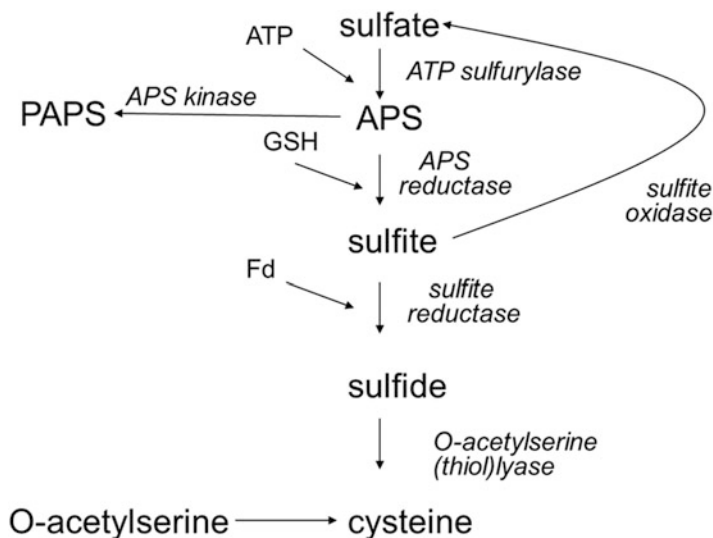 sulfate
ATP
ATP sulfurylase
APS kinase
PAPS
APS
GSH
APS
reductase
sulfite
oxidase
sulfite
Fd
sulfite
reductase
sulfide
O-acetylserine
(thiol)lyase
O-acetylserine
cysteine